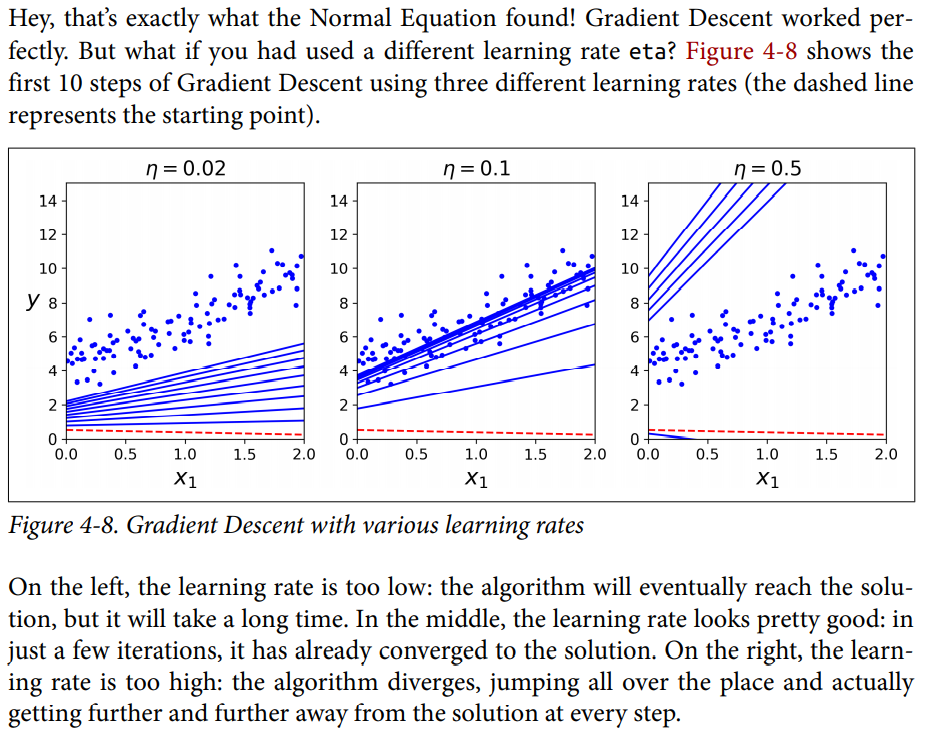 Hey, that’s exactly what the Normal Equation found! Gradient Descent worked per-
fectly. But what if you had used a different learning rate eta? Figure 4-8 shows the
first 10 steps of Gradient Descent using three different learning rates (the dashed line
represents the starting point).
η = 0.02
14
12
10
8
6
4
2
0
y
0.0 0.5 1.0 1.5 2.0
x₁
η = 0.1
14
12
10
8
6
4
2
0
0.0 0.5 1.0 1.5 2.0
x₁
η = 0.5
14
12
10
8
6
4
2
0
0.0 0.5 1.0 1.5 2.0
x₁
Figure 4-8. Gradient Descent with various learning rates
On the left, the learning rate is too low: the algorithm will eventually reach the solu-
tion, but it will take a long time. In the middle, the learning rate looks pretty good: in
just a few iterations, it has already converged to the solution. On the right, the learn-
ing rate is too high: the algorithm diverges, jumping all over the place and actually
getting further and further away from the solution at every step.